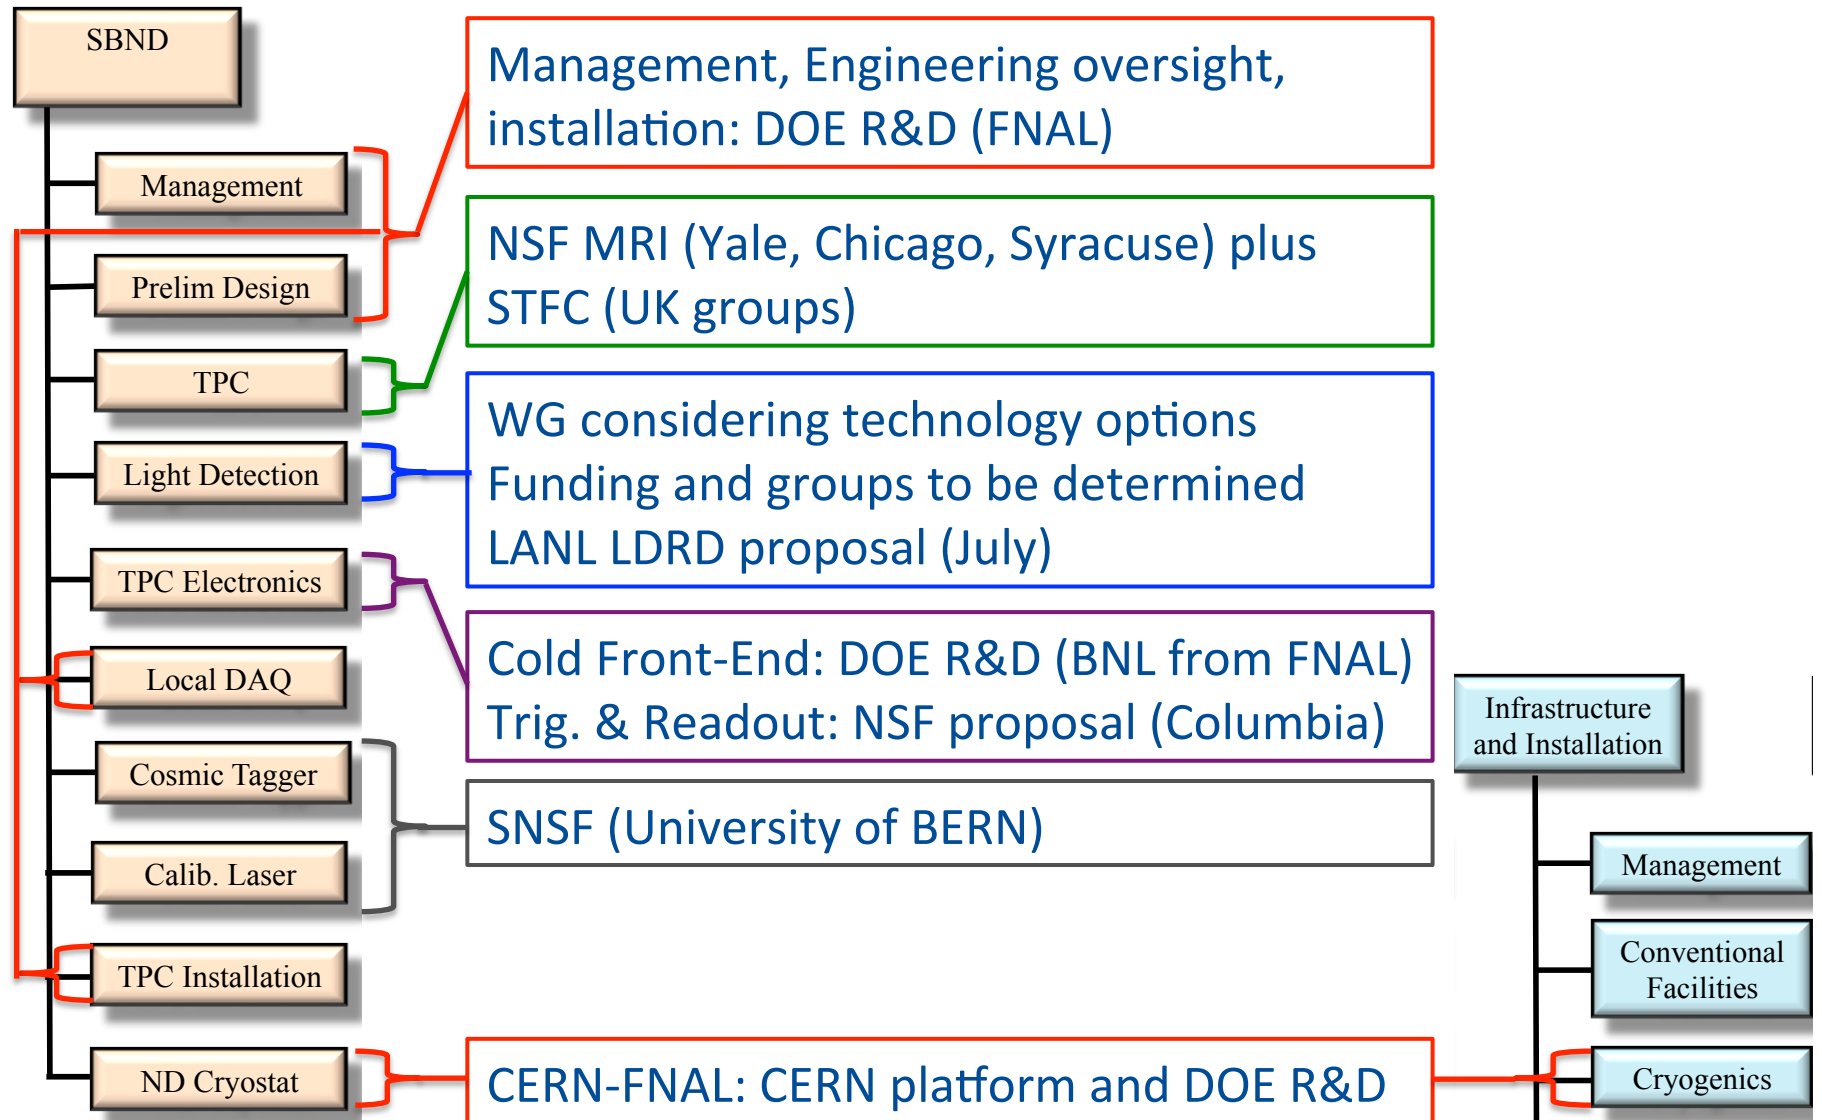 SBND
Management
Prelim Design
TPC
Light Detection
TPC Electronics
Local DAQ
Cosmic Tagger
Calib. Laser
TPC Installation
ND Cryostat
Management, Engineering oversight,
installation: DOE R&D (FNAL)
NSF MRI (Yale, Chicago, Syracuse) plus
STFC (UK groups)
WG considering technology options
Funding and groups to be determined
LANL LDRD proposal (July)
Cold Front-End: DOE R&D (BNL from FNAL)
Trig. & Readout: NSF proposal (Columbia)
SNSF (University of BERN)
CERN-FNAL: CERN platform and DOE R&D
Infrastructure
and Installation
Management
Conventional
Facilities
Cryogenics